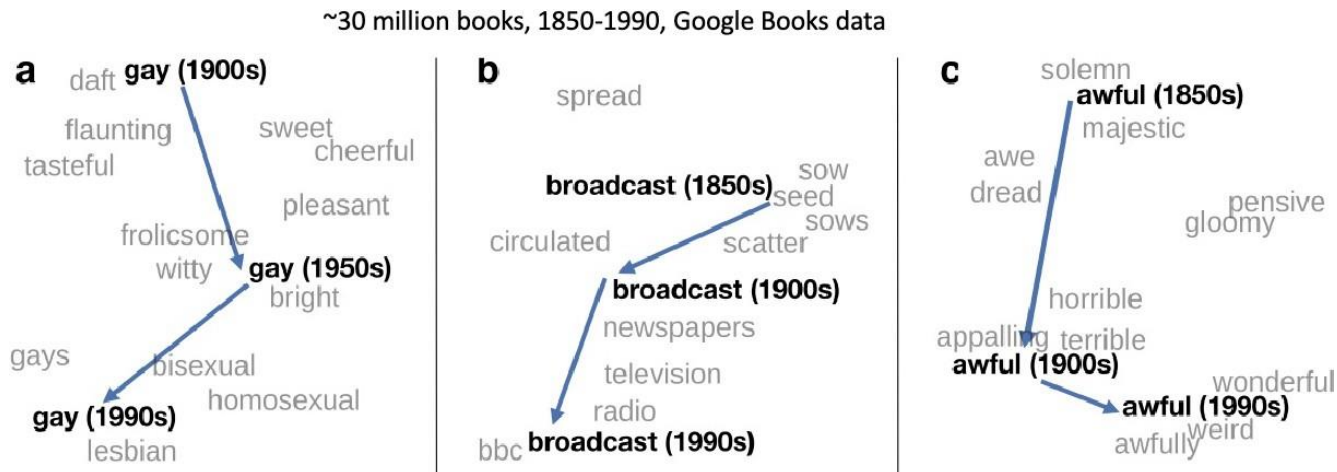 ~30 million books, 1850-1990, Google Books data
a
daft gay (1900s)
flaunting
sweet
tasteful
cheerful
pleasant
frolicsome
witty
gay (1950s)
bright
gays
bisexual
homosexual
gay (1990s)
lesbian
b
spread
sow
broadcast (1850s)
seed
sows
circulated
scatter
broadcast (1900s)
newspapers
television
radio
bbc broadcast (1990s)
c
solemn
awful (1850s)
majestic
awe
dread
pensive
gloomy
horrible
appalling terrible
awful (1900s)
wonderful
awful (1990s)
weird
awfully